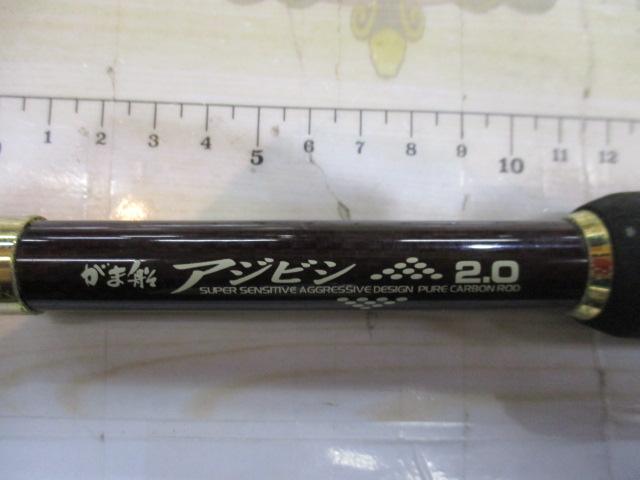 1 2 3 4 5 6 7 8 9 10 11 12
がま船 アジビシ 2.0
SUPER SENSITIVE AGGRESSIVE DESIGN PURE CARBON ROD